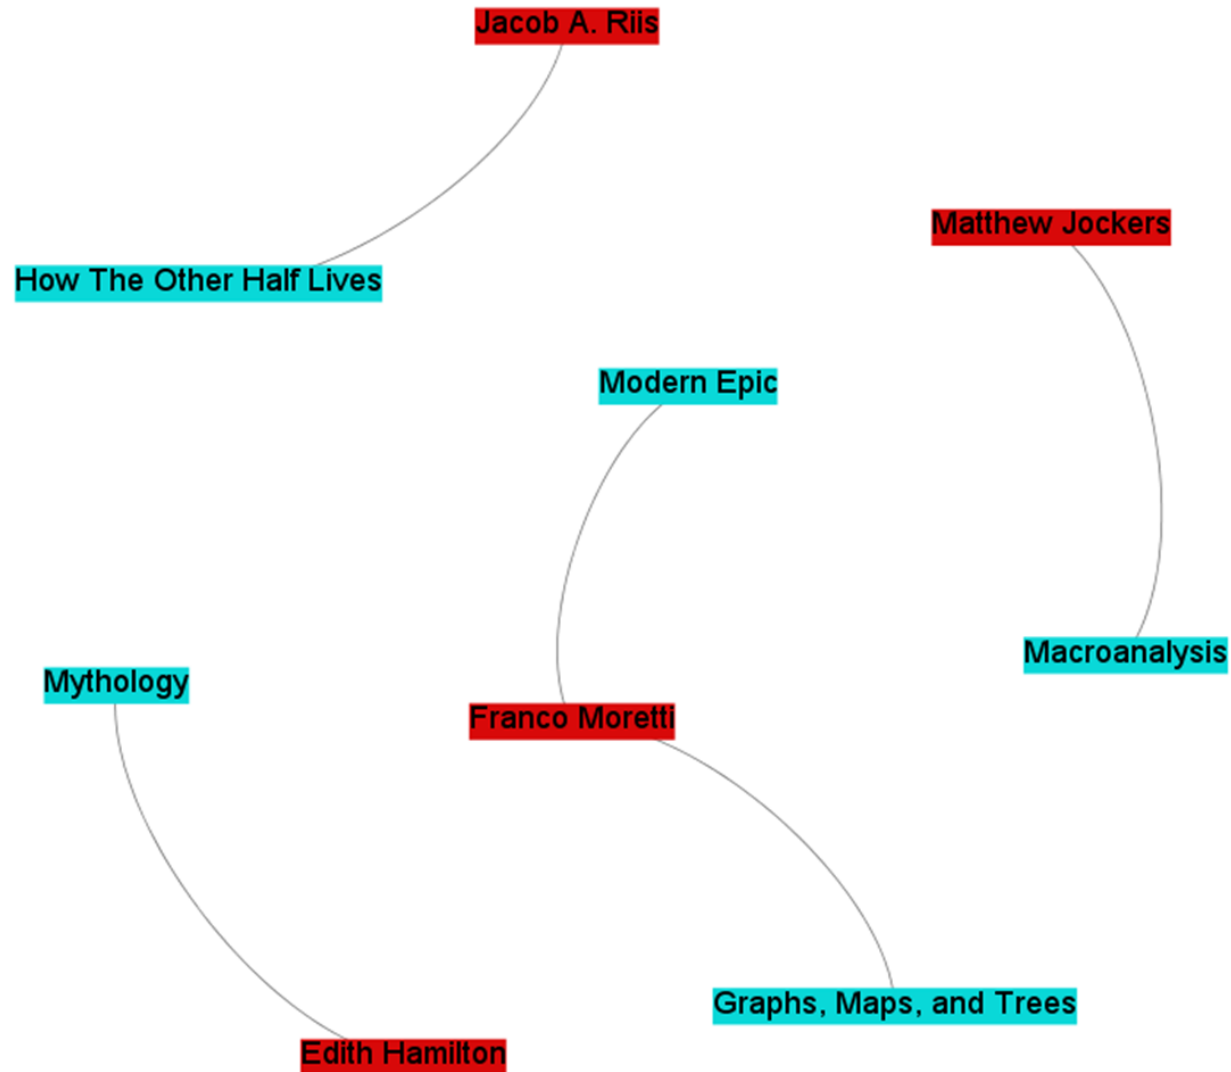 Jacob A. Riis
Matthew Jockers
How The Other Half Lives
Modern Epic
Macroanalysis
Mythology
Franco Moretti
Graphs, Maps, and Trees
Edith Hamilton